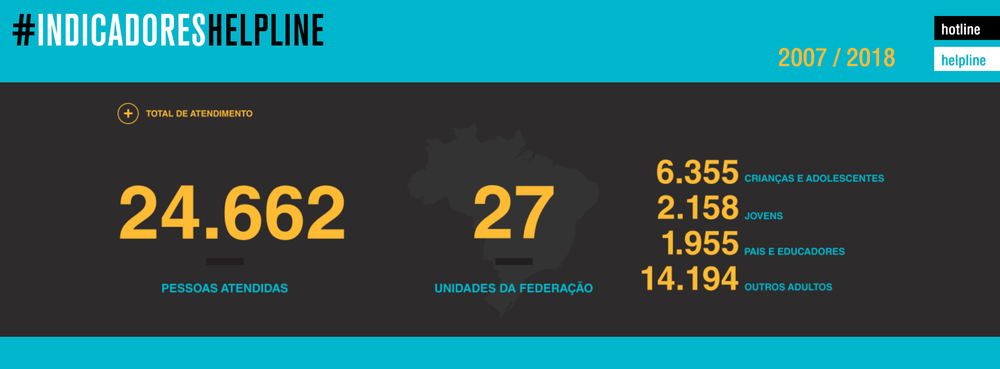 #INDICADORESHELPLINE
hotline
2007 / 2018
helpline
+ TOTAL DE ATENDIMENTO
24.662
PESSOAS ATENDIDAS
27
UNIDADES DA FEDERAÇÃO
6.355 CRIANÇAS E ADOLESCENTES
2.158 JOVENS
1.955 PAIS E EDUCADORES
14.194 OUTROS ADULTOS